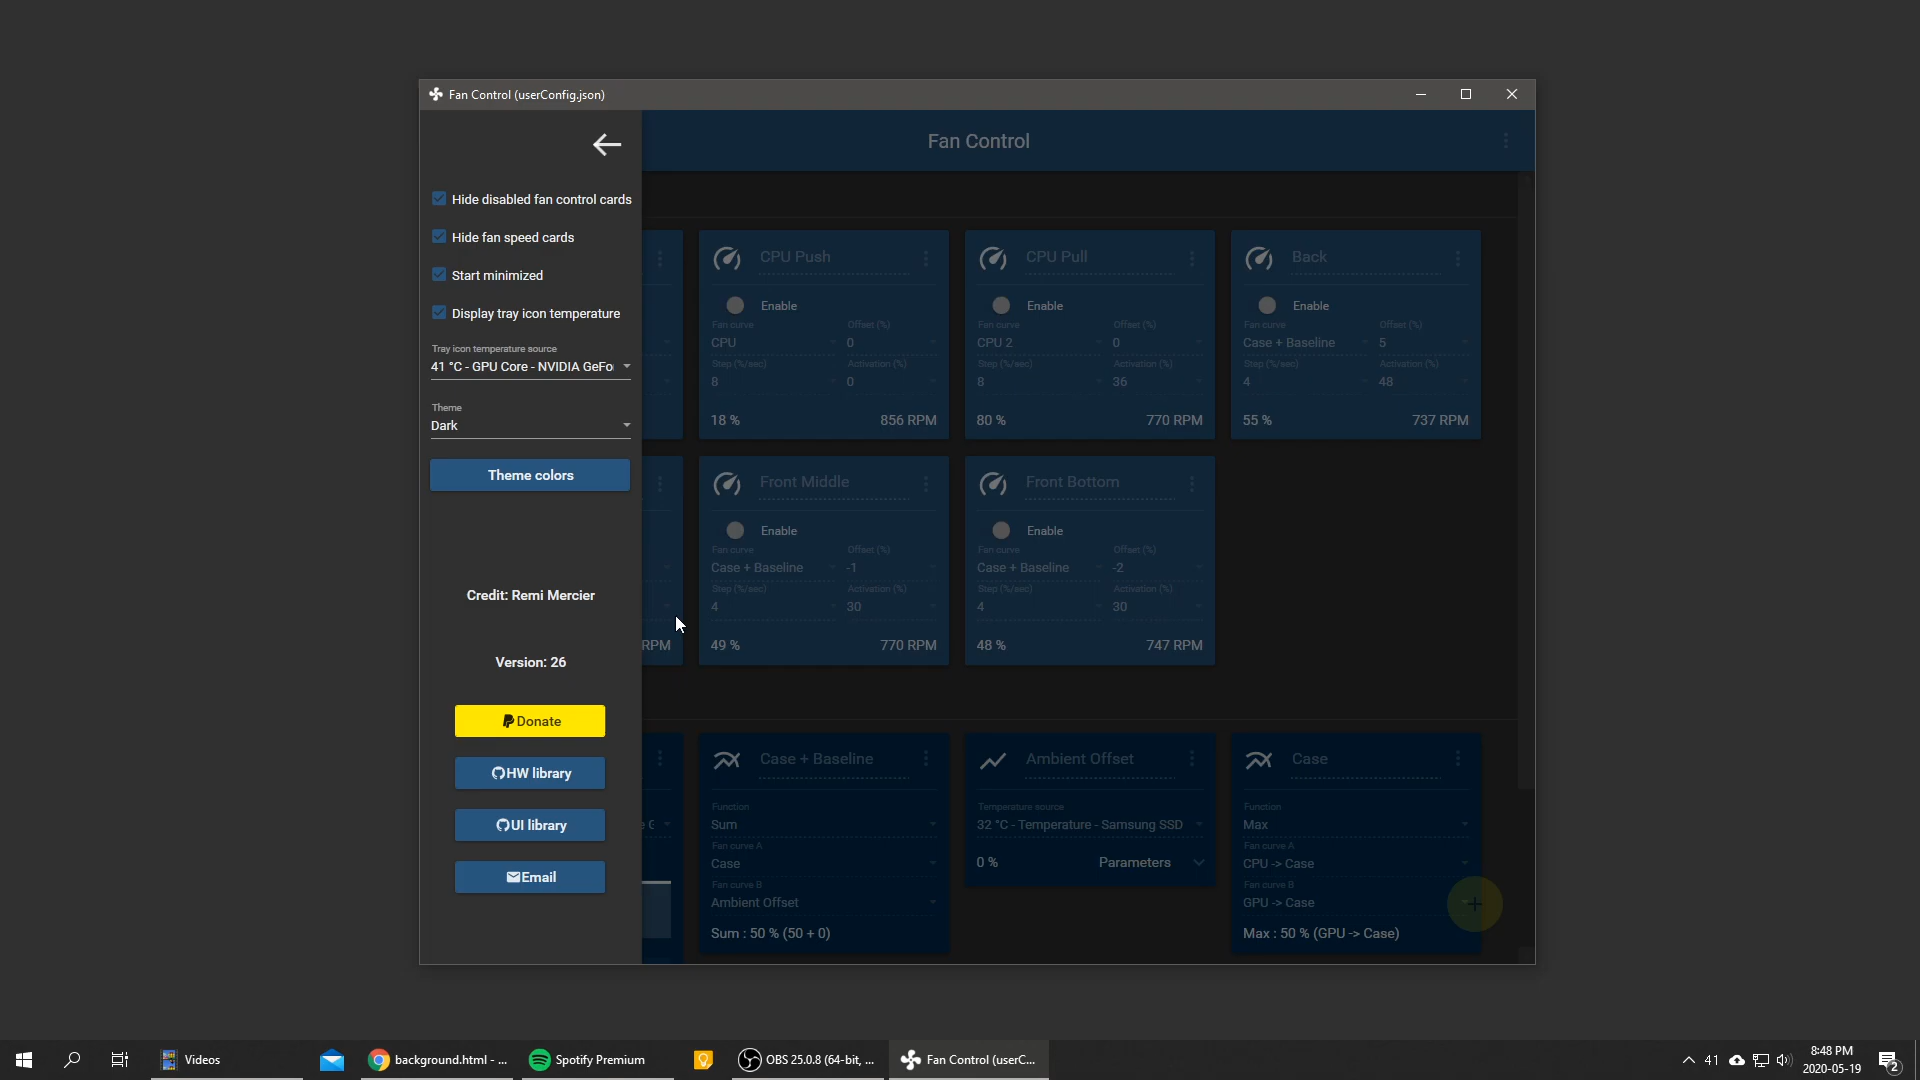 Fan Control (userConfig.json)
Fan Control
Hide disabled fan control cards
Hide fan speed cards
Start minimized
Display tray icon temperature
Tray icon temperature source
41 °C - GPU Core - NVIDIA GeFo
Theme
Dark
Theme colors
Credit: Remi Mercier
Version: 26
Donate
HW library
UI library
Email
CPU Push
Enable
Fan curve Offset (%)
CPU 0
Step (%/sec) Activation (%)
8 0
18 % 856 RPM
CPU Pull
Enable
Fan curve Offset (%)
CPU 2 0
Step (%/sec) Activation (%)
8 36
80 % 770 RPM
Back
Enable
Fan curve Offset (%)
Case + Baseline 5
Step (%/sec) Activation (%)
4 48
55 % 737 RPM
RPM
Front Middle
Enable
Fan curve Offset (%)
Case + Baseline -1
Step (%/sec) Activation (%)
4 30
49 % 770 RPM
Front Bottom
Enable
Fan curve Offset (%)
Case + Baseline -2
Step (%/sec) Activation (%)
4 30
48 % 747 RPM
Case + Baseline
Function
Sum
Fan curve A
Case
Fan curve B
Ambient Offset
Sum : 50 % (50 + 0)
Ambient Offset
Temperature source
32 °C - Temperature - Samsung SSD
0 % Parameters
Case
Function
Max
Fan curve A
CPU -> Case
Fan curve B
GPU -> Case
Max : 50 % (GPU -> Case)
Videos
background.html - ...
Spotify Premium
OBS 25.0.8 (64-bit, ...
Fan Control (userC...
41
8:48 PM
2020-05-19
2